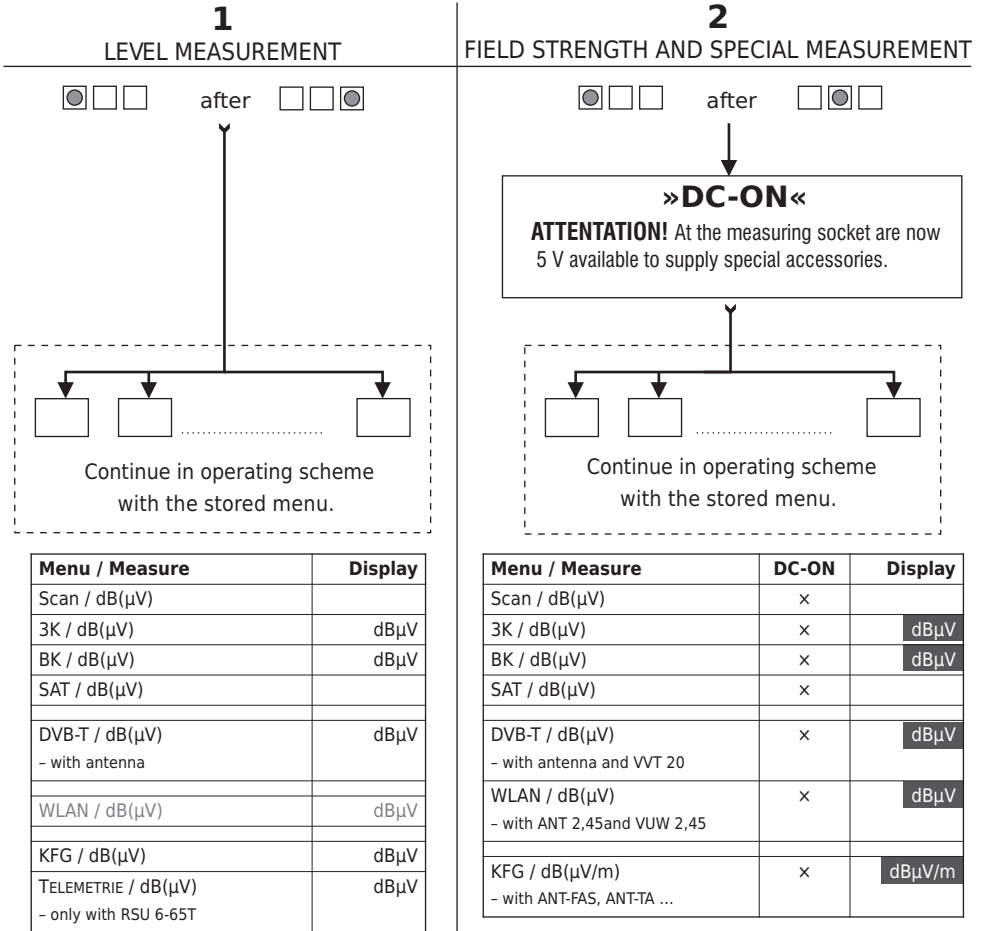 1
LEVEL MEASUREMENT
after
Continue in operating scheme
with the stored menu.
Menu / Measure Display
Scan / dB(µV)
3K / dB(µV) dBµV
BK / dB(µV) dBµV
SAT / dB(µV)
DVB-T / dB(µV) dBµV
– with antenna
WLAN / dB(µV) dBµV
KFG / dB(µV) dBµV
TELEMETRIE / dB(µV) dBµV
– only with RSU 6-65T
2
FIELD STRENGTH AND SPECIAL MEASUREMENT
after
»DC-ON«
ATTENTATION! At the measuring socket are now
5 V available to supply special accessories.
Continue in operating scheme
with the stored menu.
Menu / Measure DC-ON Display
Scan / dB(µV) ×
3K / dB(µV) × dBµV
BK / dB(µV) × dBµV
SAT / dB(µV) ×
DVB-T / dB(µV) × dBµV
– with antenna and VVT 20
WLAN / dB(µV) × dBµV
– with ANT 2,45and VUW 2,45
KFG / dB(µV/m) × dBµV/m
– with ANT-FAS, ANT-TA ...